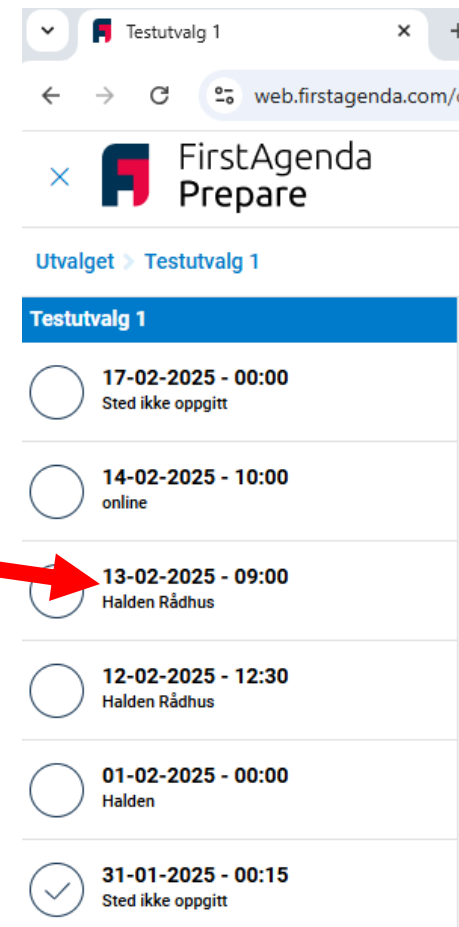 Testutvalg 1
web.firstagenda.com/
FirstAgenda
Prepare
Utvalget > Testutvalg 1
Testutvalg 1
17-02-2025 - 00:00
Sted ikke oppgitt
14-02-2025 - 10:00
online
13-02-2025 - 09:00
Halden Rådhus
12-02-2025 - 12:30
Halden Rådhus
01-02-2025 - 00:00
Halden
31-01-2025 - 00:15
Sted ikke oppgitt